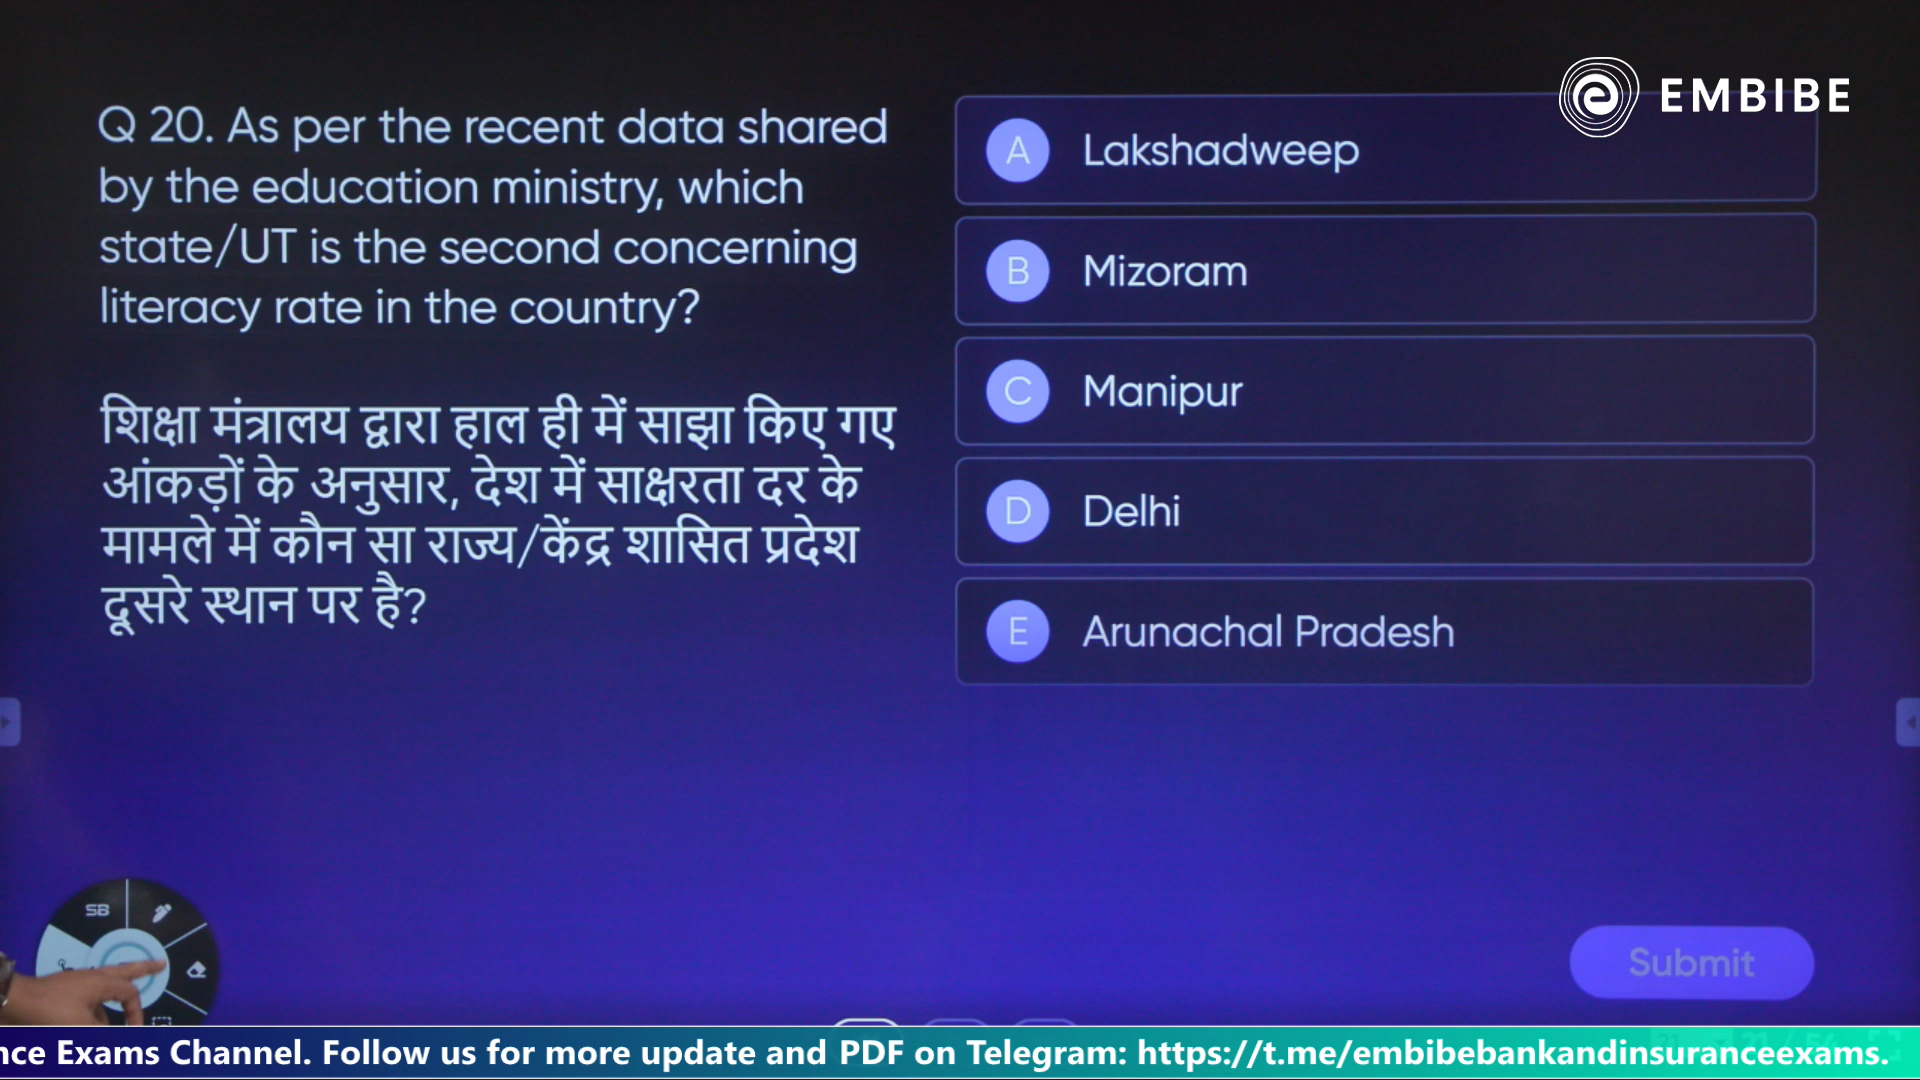 EMBIBE
Q 20. As per the recent data shared
by the education ministry, which
state/UT is the second concerning
literacy rate in the country?
शिक्षा मंत्रालय द्वारा हाल ही में साझा किए गए
आंकड़ों के अनुसार, देश में साक्षरता दर के
मामले में कौन सा राज्य/केंद्र शासित प्रदेश
दूसरे स्थान पर है?
A Lakshadweep
B Mizoram
C Manipur
D Delhi
E Arunachal Pradesh
SB
Submit
nce Exams Channel. Follow us for more update and PDF on Telegram: https://t.me/embibebankandinsuranceexams.